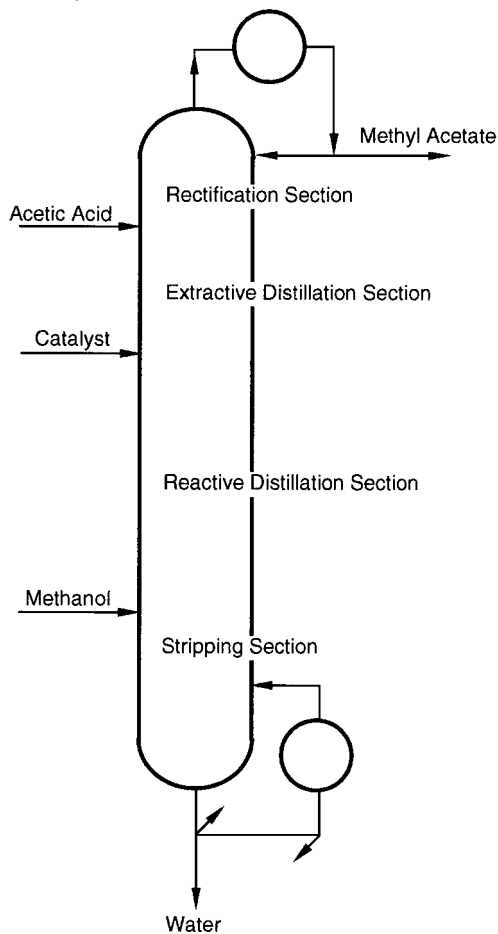 Methyl Acetate
Rectification Section
Acetic Acid
Extractive Distillation Section
Catalyst
Reactive Distillation Section
Methanol
Stripping Section
Water